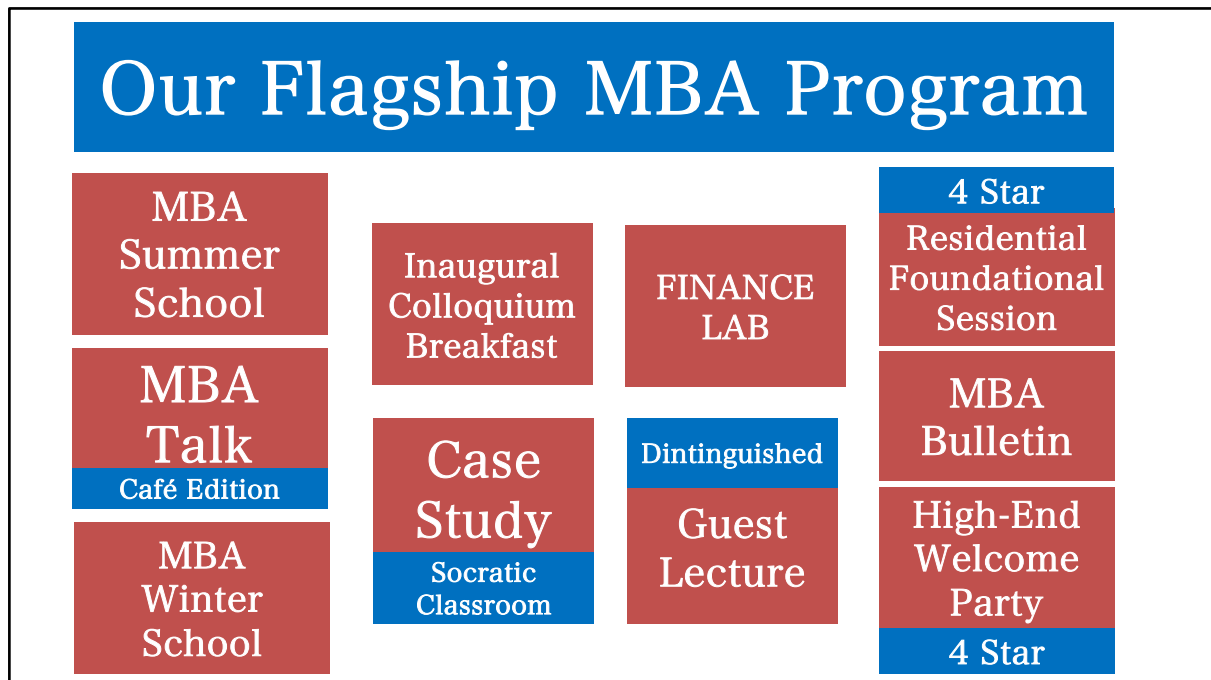 Our Flagship MBA Program
MBA
Summer
School
MBA
Talk
Café Edition
MBA
Winter
School
Inaugural
Colloquium
Breakfast
Case
Study
Socratic
Classroom
FINANCE
LAB
Dintinguished
Guest
Lecture
4 Star
Residential
Foundational
Session
MBA
Bulletin
High-End
Welcome
Party
4 Star